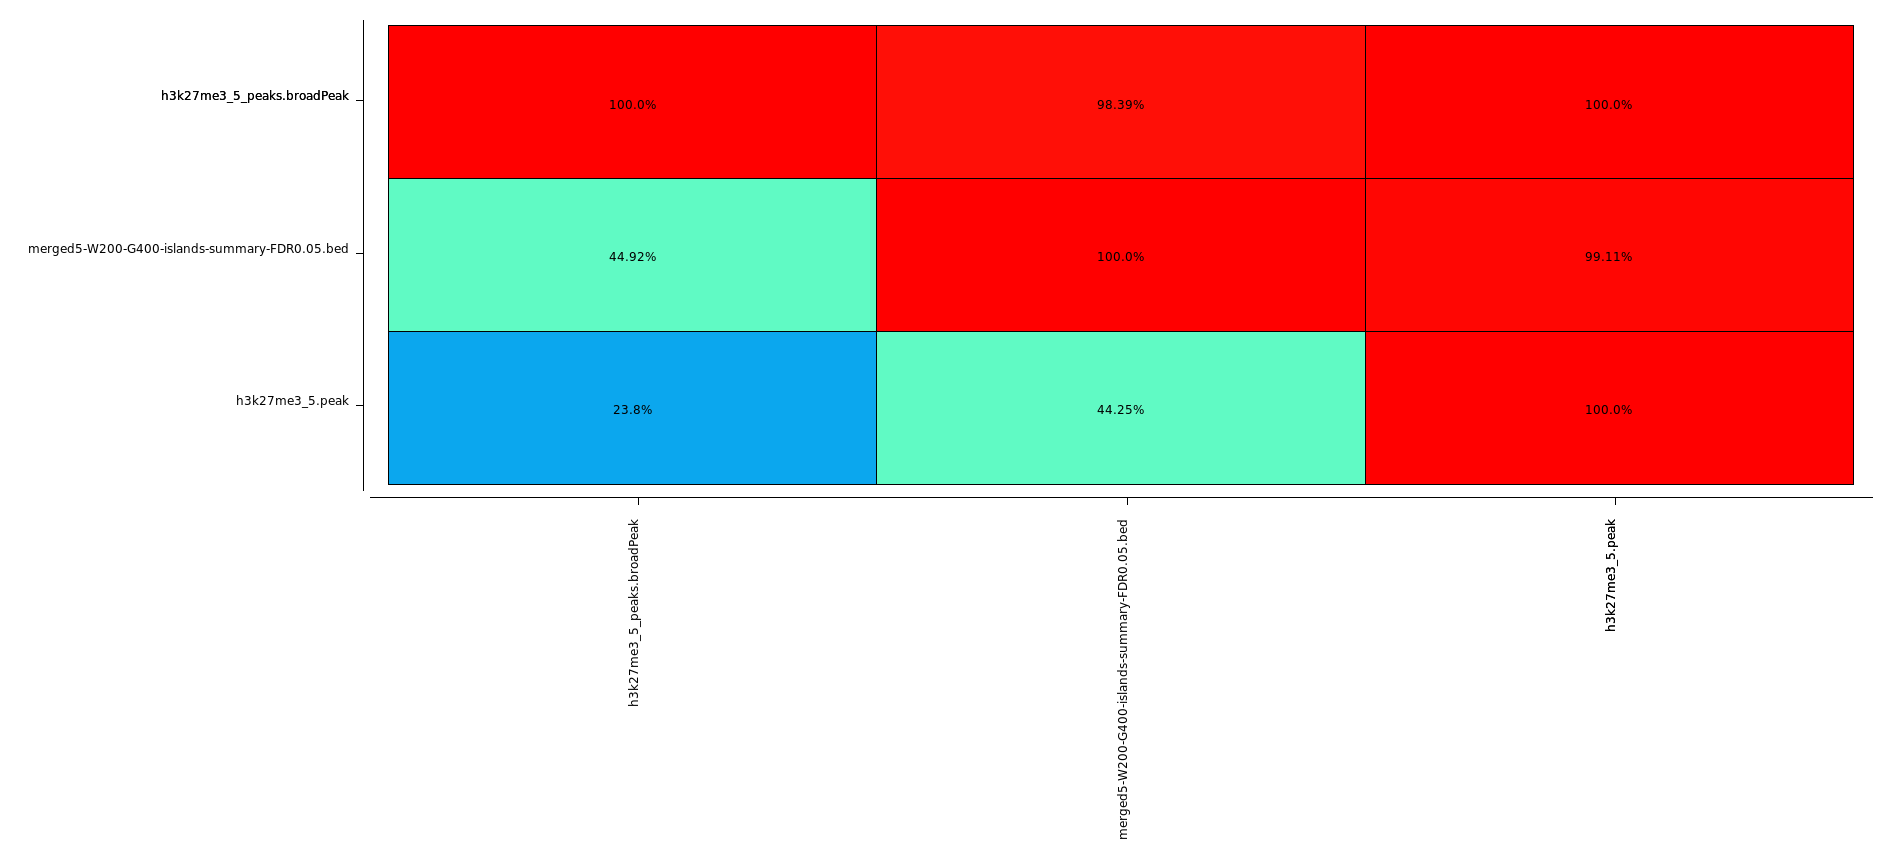 h3k27me3_5_peaks.broadPeak
100.0%
98.39%
100.0%
merged5-W200-G400-islands-summary-FDR0.05.bed
44.92%
100.0%
99.11%
h3k27me3_5.peak
23.8%
44.25%
100.0%
h3k27me3_5_peaks.broadPeak
merged5-W200-G400-islands-summary-FDR0.05.bed
h3k27me3_5.peak